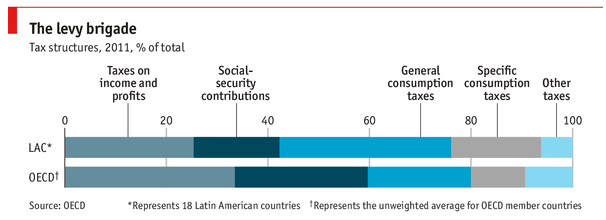 The levy brigade
Tax structures, 2011, % of total
Taxes on
income and
profits
Social-
security
contributions
General
consumption
taxes
Specific
consumption
taxes
Other
taxes
0 20 40 60 80 100
LAC*
OECD†
Source: OECD *Represents 18 Latin American countries †Represents the unweighted average for OECD member countries